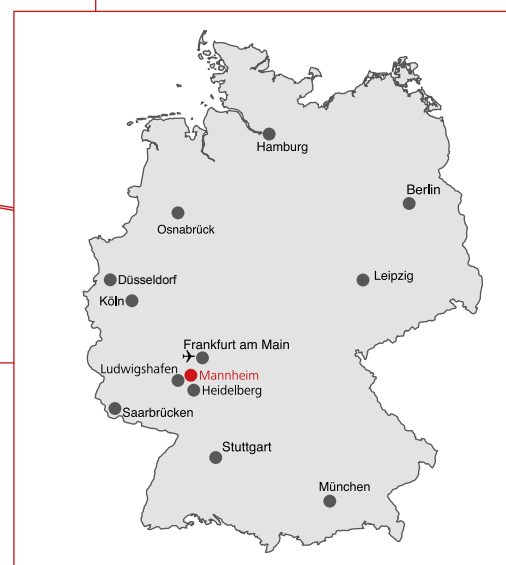 Hamburg
Berlin
Osnabrück
Düsseldorf
Leipzig
Köln
Frankfurt am Main
Ludwigshafen
Mannheim
Heidelberg
Saarbrücken
Stuttgart
München